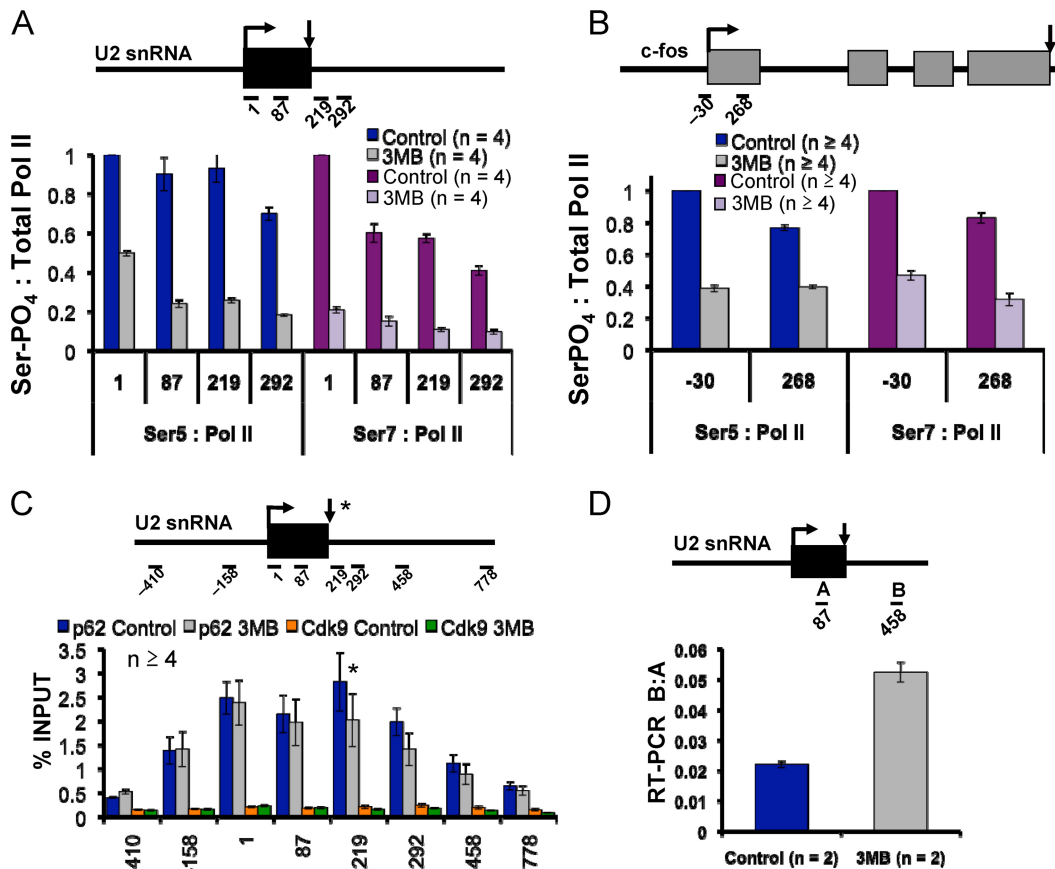 A
U2 snRNA
1
87
219
292
Control (n = 4)
3MB (n = 4)
Control (n = 4)
3MB (n = 4)
Ser-PO4 : Total Pol II
1
0.8
0.6
0.4
0.2
0
1 87 219 292 1 87 219 292
Ser5 : Pol II Ser7 : Pol II
B
c-fos
–30
268
Control (n ≥ 4)
3MB (n ≥ 4)
Control (n ≥ 4)
3MB (n ≥ 4)
SerPO4 : Total Pol II
1
0.8
0.6
0.4
0.2
0
-30 268 -30 268
Ser5 : Pol II Ser7 : Pol II
C
U2 snRNA
*
–410
–158
1
87
219
292
458
778
p62 Control p62 3MB Cdk9 Control Cdk9 3MB
n ≥ 4
*
% INPUT
3.5
3
2.5
2
1.5
1
0.5
0
410 158 1 87 219 292 458 778
D
U2 snRNA
A
87
B
458
RT-PCR B:A
0.06
0.05
0.04
0.03
0.02
0.01
0
Control (n = 2) 3MB (n = 2)